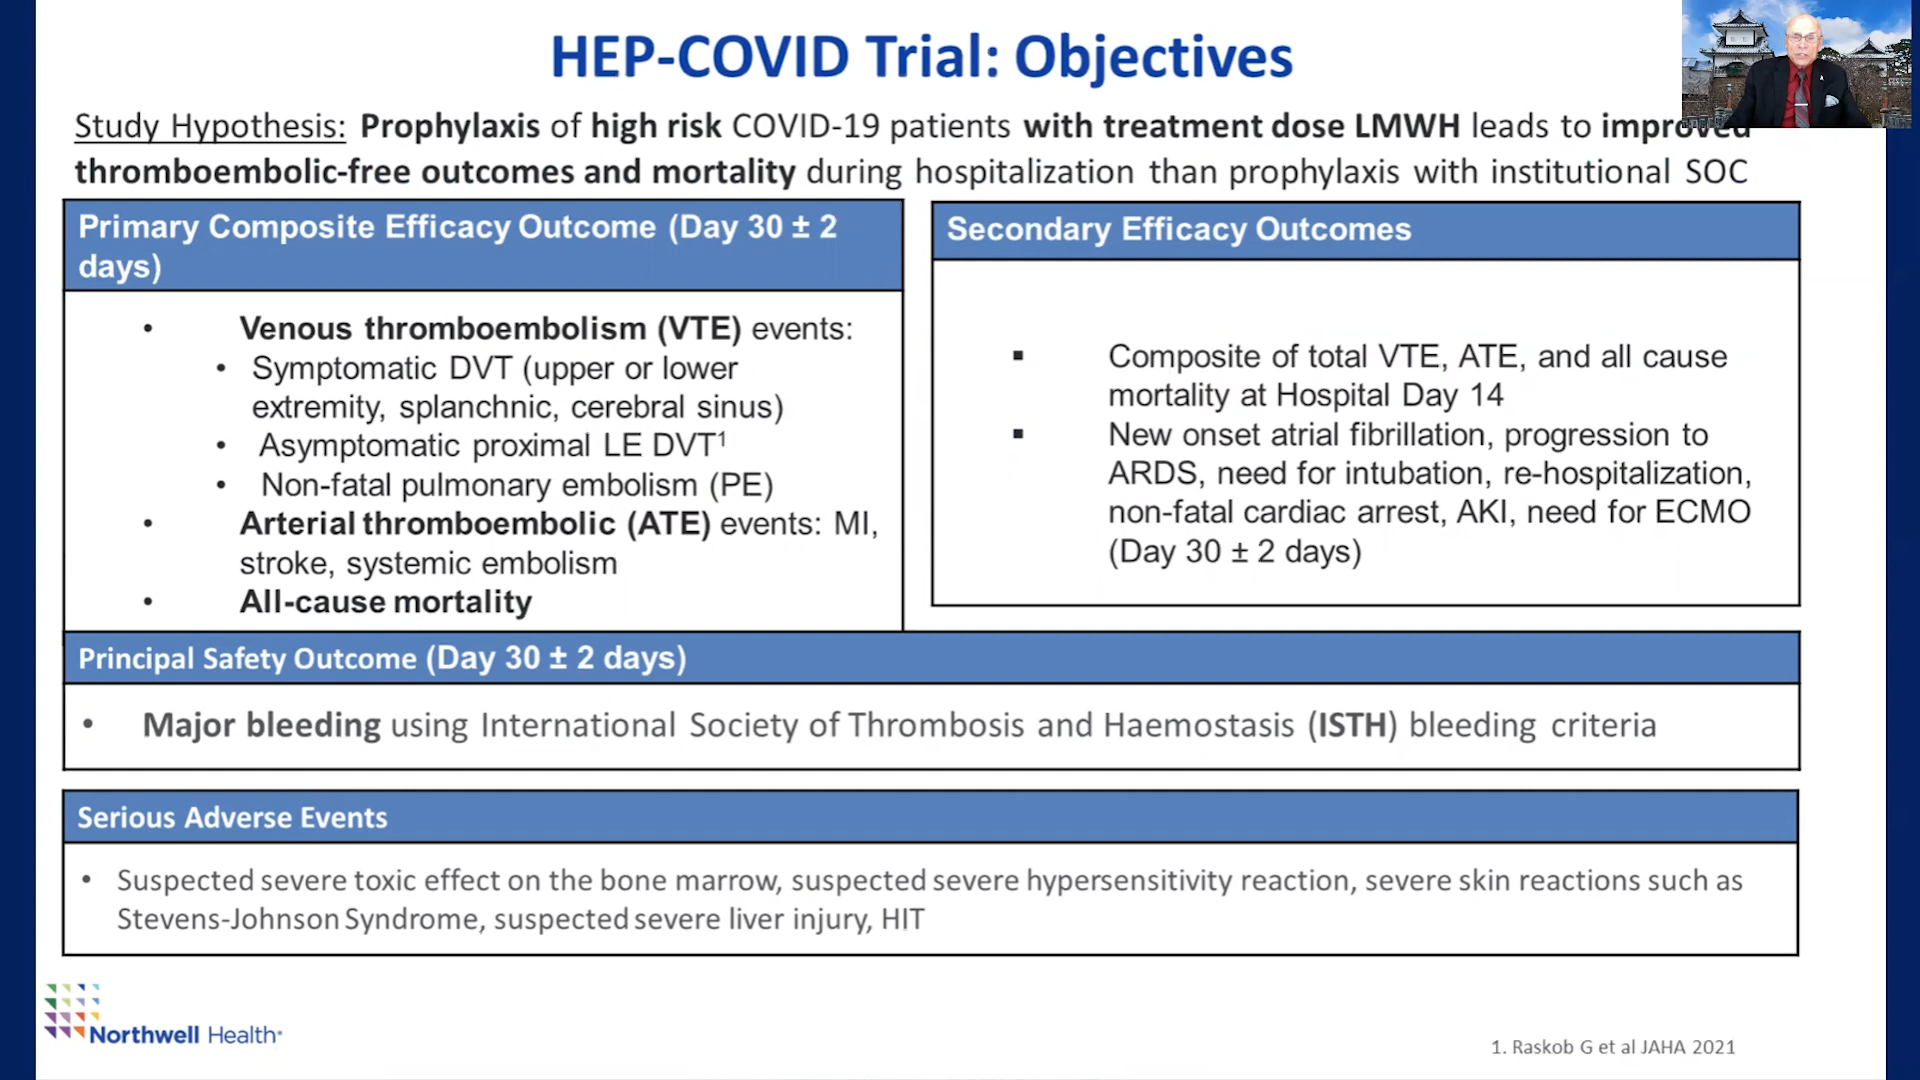 HEP-COVID Trial: Objectives
Study Hypothesis: Prophylaxis of high risk COVID-19 patients with treatment dose LMWH leads to improved
thromboembolic-free outcomes and mortality during hospitalization than prophylaxis with institutional SOC
Primary Composite Efficacy Outcome (Day 30 ± 2
days)
• Venous thromboembolism (VTE) events:
• Symptomatic DVT (upper or lower
extremity, splanchnic, cerebral sinus)
• Asymptomatic proximal LE DVT¹
• Non-fatal pulmonary embolism (PE)
• Arterial thromboembolic (ATE) events: MI,
stroke, systemic embolism
• All-cause mortality
Secondary Efficacy Outcomes
▪ Composite of total VTE, ATE, and all cause
mortality at Hospital Day 14
▪ New onset atrial fibrillation, progression to
ARDS, need for intubation, re-hospitalization,
non-fatal cardiac arrest, AKI, need for ECMO
(Day 30 ± 2 days)
Principal Safety Outcome (Day 30 ± 2 days)
• Major bleeding using International Society of Thrombosis and Haemostasis (ISTH) bleeding criteria
Serious Adverse Events
• Suspected severe toxic effect on the bone marrow, suspected severe hypersensitivity reaction, severe skin reactions such as
Stevens-Johnson Syndrome, suspected severe liver injury, HIT
Northwell Health
1. Raskob G et al JAHA 2021